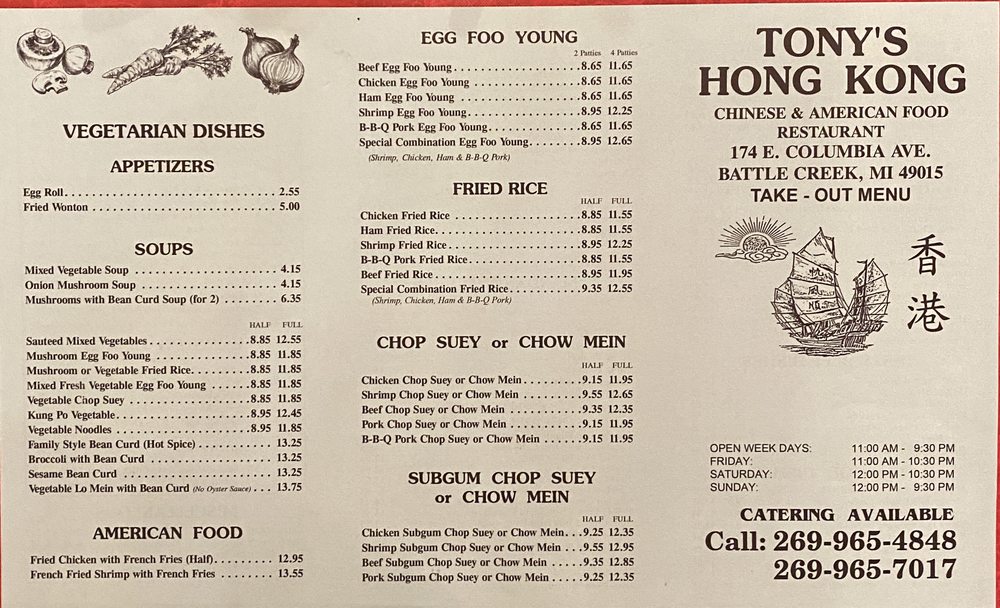 VEGETARIAN DISHES
APPETIZERS
Egg Roll 2.55
Fried Wonton 5.00
SOUPS
Mixed Vegetable Soup 4.15
Onion Mushroom Soup 4.15
Mushrooms with Bean Curd Soup (for 2) 6.35
HALF FULL
Sauteed Mixed Vegetables 8.85 12.55
Mushroom Egg Foo Young 8.85 11.85
Mushroom or Vegetable Fried Rice 8.85 11.85
Mixed Fresh Vegetable Egg Foo Young 8.85 11.85
Vegetable Chop Suey 8.85 11.85
Kung Po Vegetable 8.95 12.45
Vegetable Noodles 8.95 11.85
Family Style Bean Curd (Hot Spice) 13.25
Broccoli with Bean Curd 13.25
Sesame Bean Curd 13.25
Vegetable Lo Mein with Bean Curd (No Oyster Sauce) 13.75
AMERICAN FOOD
Fried Chicken with French Fries (Half) 12.95
French Fried Shrimp with French Fries 13.55
EGG FOO YOUNG
2 Patties 4 Patties
Beef Egg Foo Young 8.65 11.65
Chicken Egg Foo Young 8.65 11.65
Ham Egg Foo Young 8.65 11.65
Shrimp Egg Foo Young 8.95 12.25
B-B-Q Pork Egg Foo Young 8.65 11.65
Special Combination Egg Foo Young 8.95 12.65
(Shrimp, Chicken, Ham & B-B-Q Pork)
FRIED RICE
HALF FULL
Chicken Fried Rice 8.85 11.55
Ham Fried Rice 8.85 11.55
Shrimp Fried Rice 8.95 12.25
B-B-Q Pork Fried Rice 8.85 11.55
Beef Fried Rice 8.95 11.95
Special Combination Fried Rice 9.35 12.55
(Shrimp, Chicken, Ham & B-B-Q Pork)
CHOP SUEY or CHOW MEIN
HALF FULL
Chicken Chop Suey or Chow Mein 9.15 11.95
Shrimp Chop Suey or Chow Mein 9.55 12.65
Beef Chop Suey or Chow Mein 9.35 12.35
Pork Chop Suey or Chow Mein 9.15 11.95
B-B-Q Pork Chop Suey or Chow Mein 9.15 11.95
SUBGUM CHOP SUEY
or CHOW MEIN
HALF FULL
Chicken Subgum Chop Suey or Chow Mein 9.25 12.35
Shrimp Subgum Chop Suey or Chow Mein 9.55 12.95
Beef Subgum Chop Suey or Chow Mein 9.35 12.85
Pork Subgum Chop Suey or Chow Mein 9.25 12.35
TONY'S
HONG KONG
CHINESE & AMERICAN FOOD
RESTAURANT
174 E. COLUMBIA AVE.
BATTLE CREEK, MI 49015
TAKE - OUT MENU
香
港
OPEN WEEK DAYS: 11:00 AM - 9:30 PM
FRIDAY: 11:00 AM - 10:30 PM
SATURDAY: 12:00 PM - 10:30 PM
SUNDAY: 12:00 PM - 9:30 PM
CATERING AVAILABLE
Call: 269-965-4848
269-965-7017